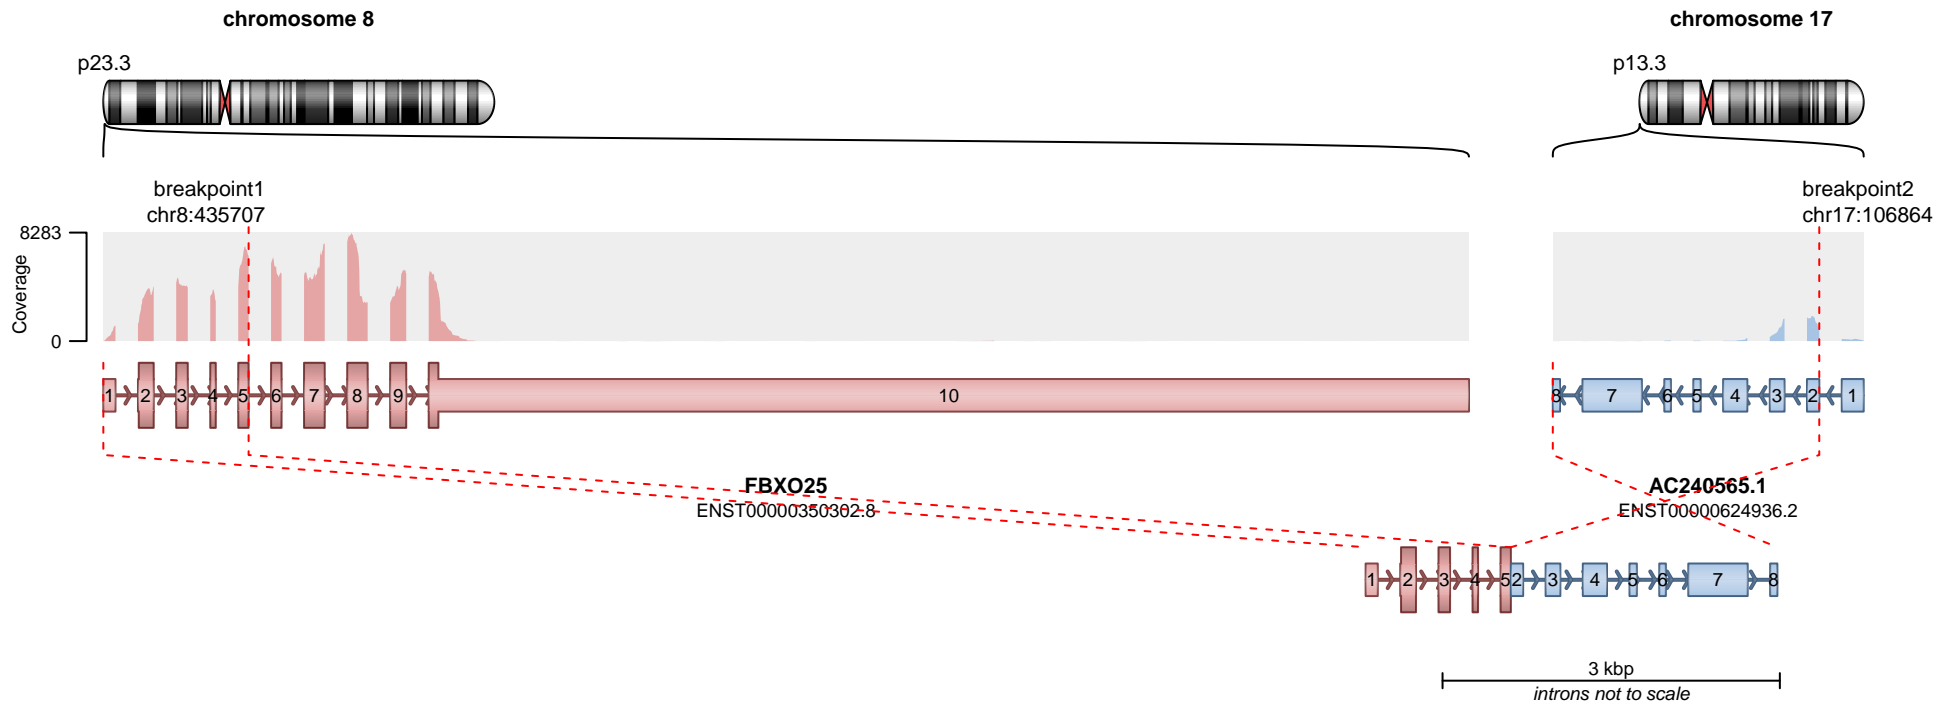 chromosome 8
chromosome 17
p23.3
p13.3
breakpoint1
chr8:435707
breakpoint2
chr17:106864
8283
Coverage
0
1 2 3 4 5 6 7 8 9 10
8 7 6 5 4 3 2 1
FBXO25
ENST00000350302.8
AC240565.1
ENST00000624936.2
1 2 3 4 5 2 3 4 5 6 7 8
3 kbp
introns not to scale